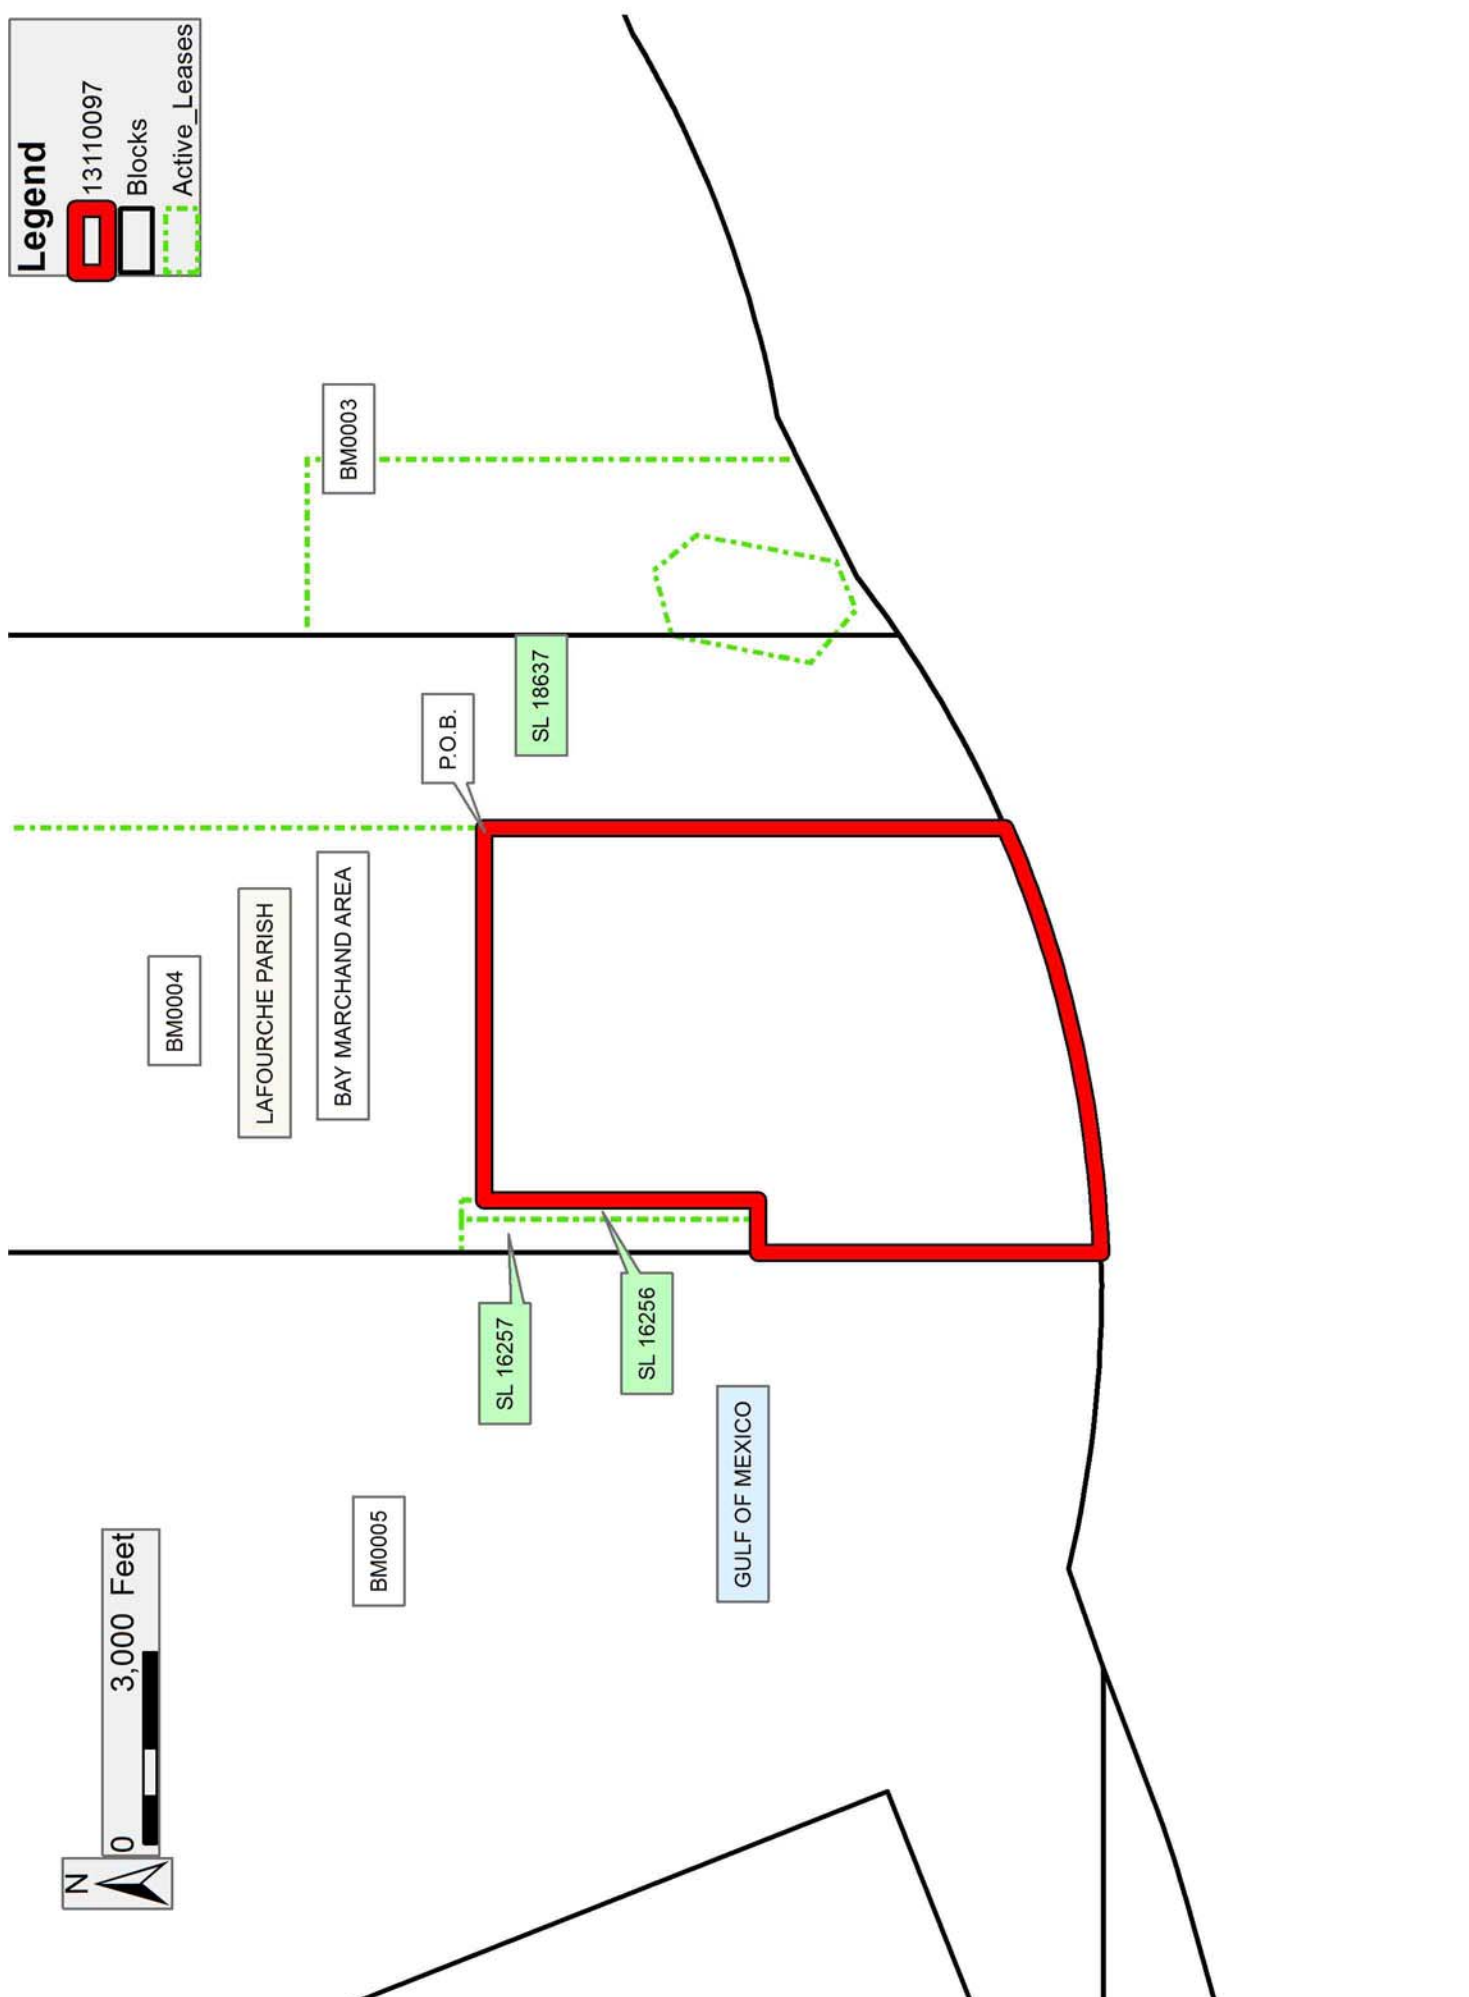 Legend
13110097
Blocks
Active_Leases
BM0003
SL 18637
P.O.B.
BM0004
LAFOURCHE PARISH
BAY MARCHAND AREA
SL 16257
SL 16256
GULF OF MEXICO
BM0005
0 3,000 Feet
N